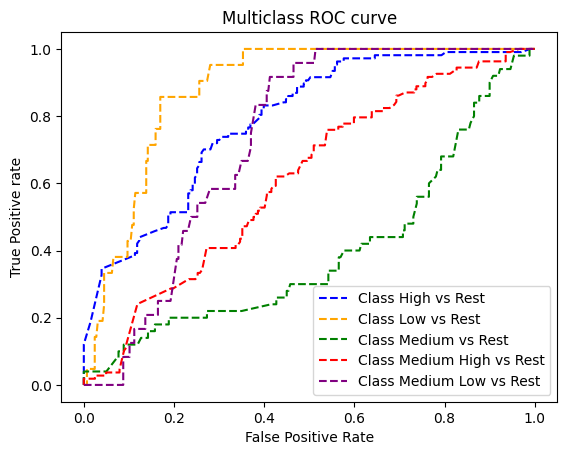 Multiclass ROC curve
True Positive rate
1.0
0.8
0.6
0.4
0.2
0.0
Class High vs Rest
Class Low vs Rest
Class Medium vs Rest
Class Medium High vs Rest
Class Medium Low vs Rest
0.0 0.2 0.4 0.6 0.8 1.0
False Positive Rate